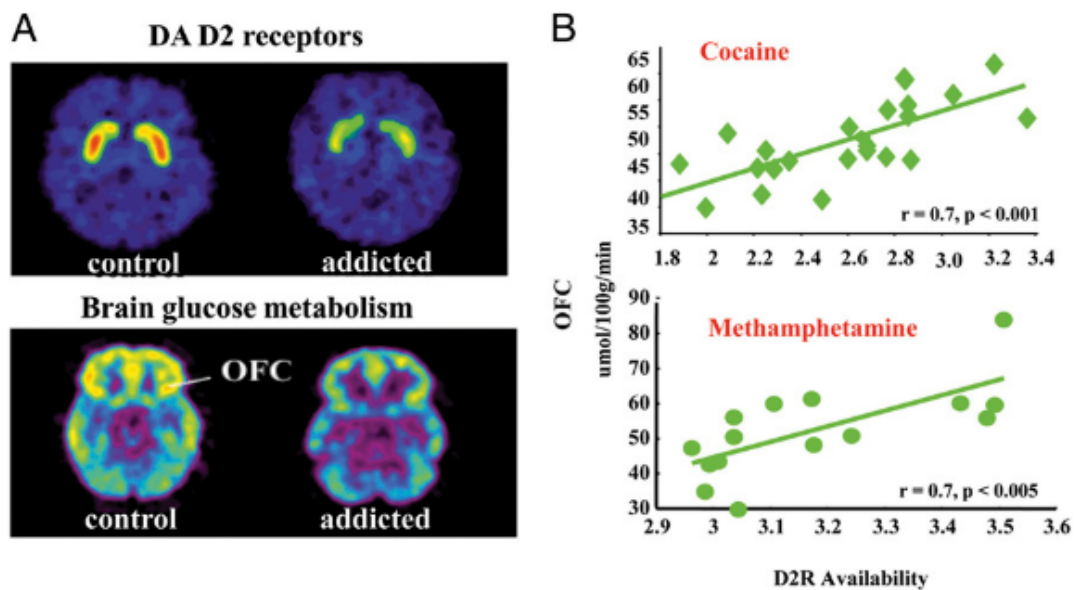 A
DA D2 receptors
control
addicted
Brain glucose metabolism
OFC
control
addicted
B
Cocaine
65
60
55
50
45
40
35
r = 0.7, p < 0.001
1.8 2 2.2 2.4 2.6 2.8 3.0 3.2 3.4
OFC
umol/100g/min
Methamphetamine
90
80
70
60
50
40
30
r = 0.7, p < 0.005
2.9 3 3.1 3.2 3.3 3.4 3.5 3.6
D2R Availability